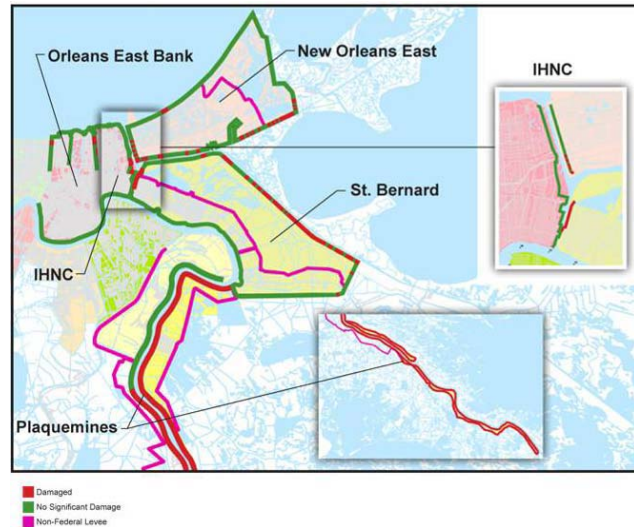 Orleans East Bank
New Orleans East
IHNC
St. Bernard
IHNC
Plaquemines
Damaged
No Significant Damage
Non-Federal Levee